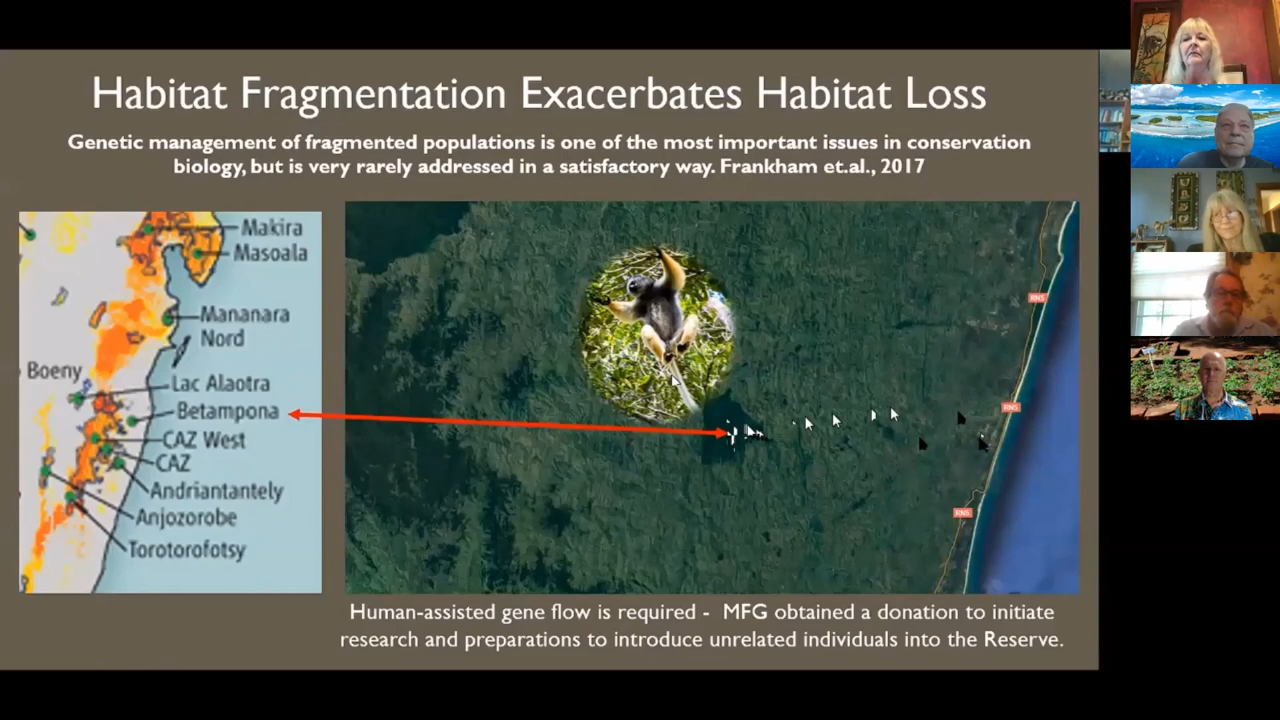 Habitat Fragmentation Exacerbates Habitat Loss
Genetic management of fragmented populations is one of the most important issues in conservation
biology, but is very rarely addressed in a satisfactory way. Frankham et.al., 2017
Makira
Masoala
Mananara
Nord
Boeny
Lac Alaotra
Betampona
CAZ West
CAZ
Andriantantely
Anjozorobe
Torotorofotsy
RN5
RN5
RN5
Human-assisted gene flow is required - MFG obtained a donation to initiate
research and preparations to introduce unrelated individuals into the Reserve.